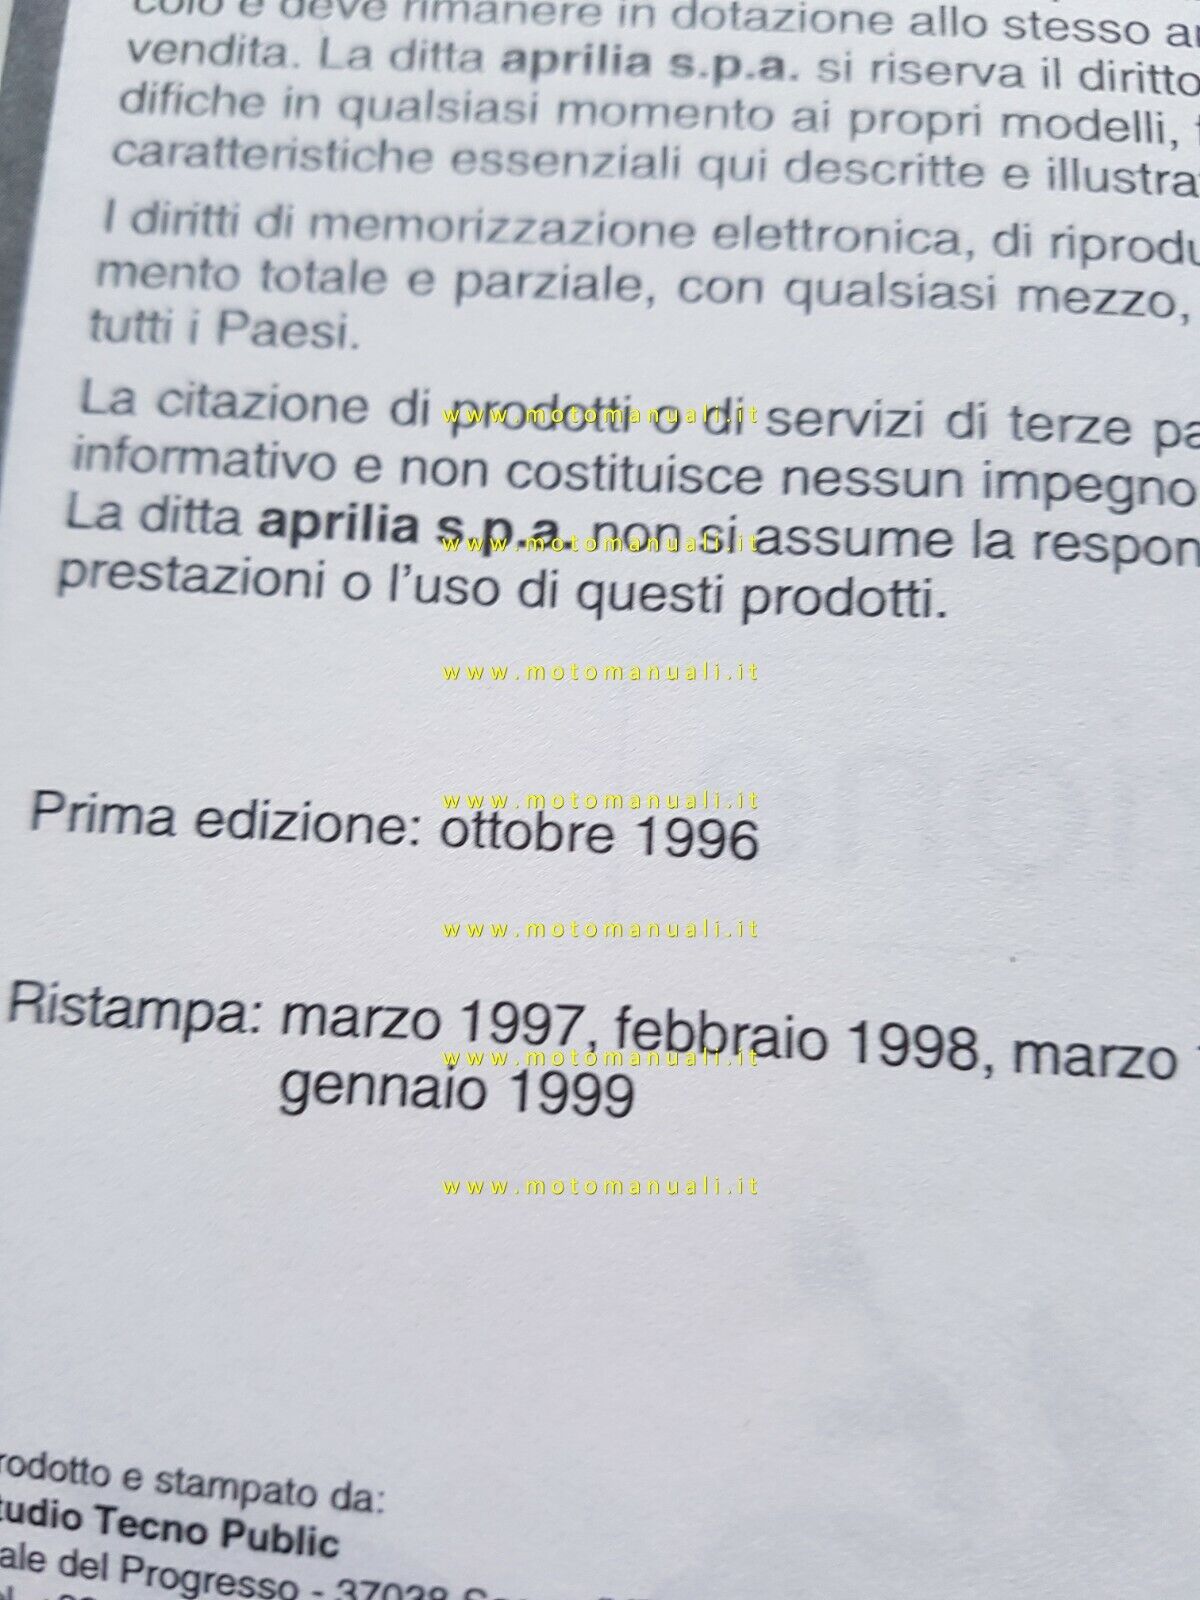 colo e deve rimanere in dotazione allo stesso
vendita. La ditta aprilia s.p.a. si riserva il diritto
difiche in qualsiasi momento ai propri modelli,
caratteristiche essenziali qui descritte e illustra
I diritti di memorizzazione elettronica, di riprodu
mento totale e parziale, con qualsiasi mezzo,
tutti i Paesi.
La citazione di prodotti o di servizi di terze pa
www.motomanuali.it
informativo e non costituisce nessun impegno
La ditta aprilia s.p.a. non si assume la respon
www.motomanuali.it
prestazioni o l'uso di questi prodotti.
www.motomanuali.it
www.motomanuali.it
Prima edizione: ottobre 1996
www.motomanuali.it
Ristampa: marzo 1997, febbraio 1998, marzo
www.motomanuali.it
gennaio 1999
www.motomanuali.it
rodotto e stampato da:
tudio Tecno Public
ale del Progresso - 37038